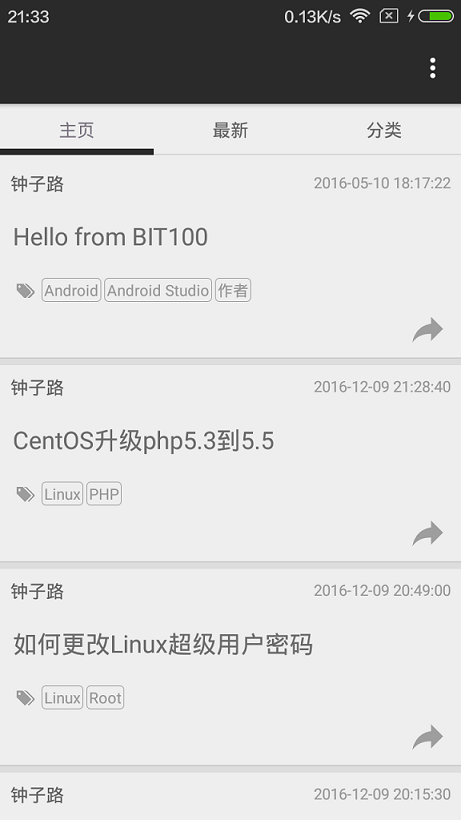 21:33 0.13K/s
主页 最新 分类
钟子路 2016-05-10 18:17:22
Hello from BIT100
Android Android Studio 作者
钟子路 2016-12-09 21:28:40
CentOS升级php5.3到5.5
Linux PHP
钟子路 2016-12-09 20:49:00
如何更改Linux超级用户密码
Linux Root
钟子路 2016-12-09 20:15:30